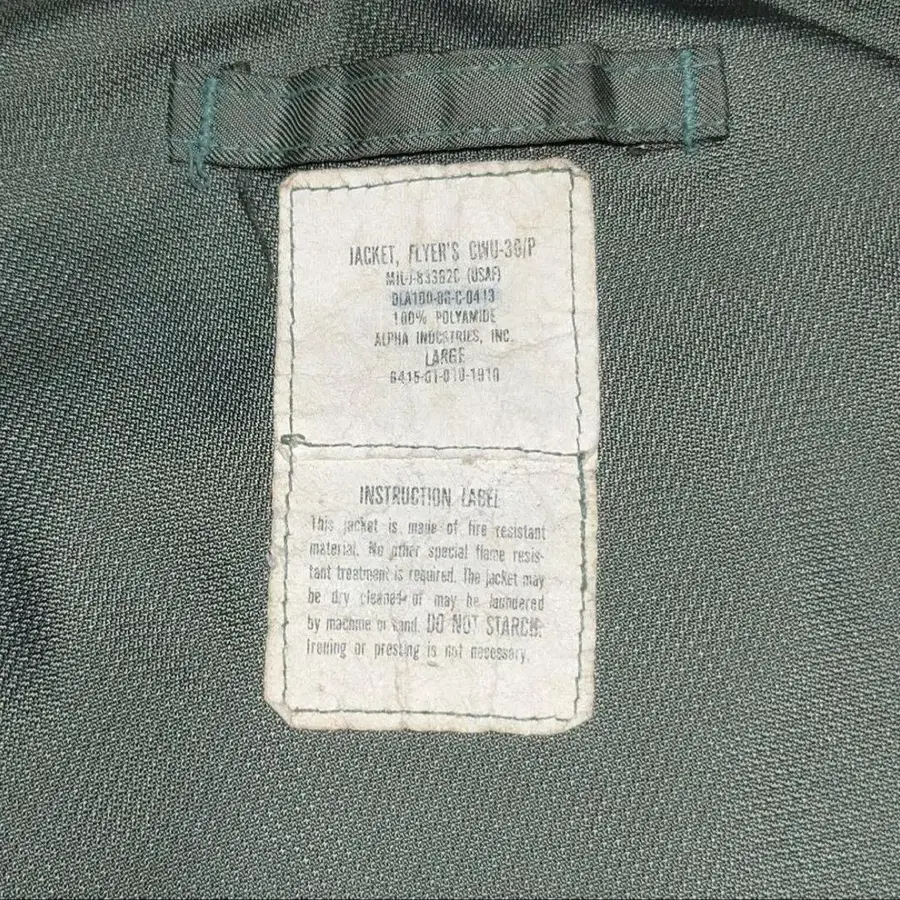 JACKET, FLYER'S CWU-36/P
MIL-J-83382C (USAF)
DLA100-86-C-0413
100% POLYAMIDE
ALPHA INDUSTRIES, INC.
LARGE
8415-01-010-1910
INSTRUCTION LABEL
This jacket is made of fire resistant
material. No other special flame resis-
tant treatment is required. The jacket may
be dry cleaned or may be laundered
by machine or hand. DO NOT STARCH.
Ironing or pressing is not necessary.